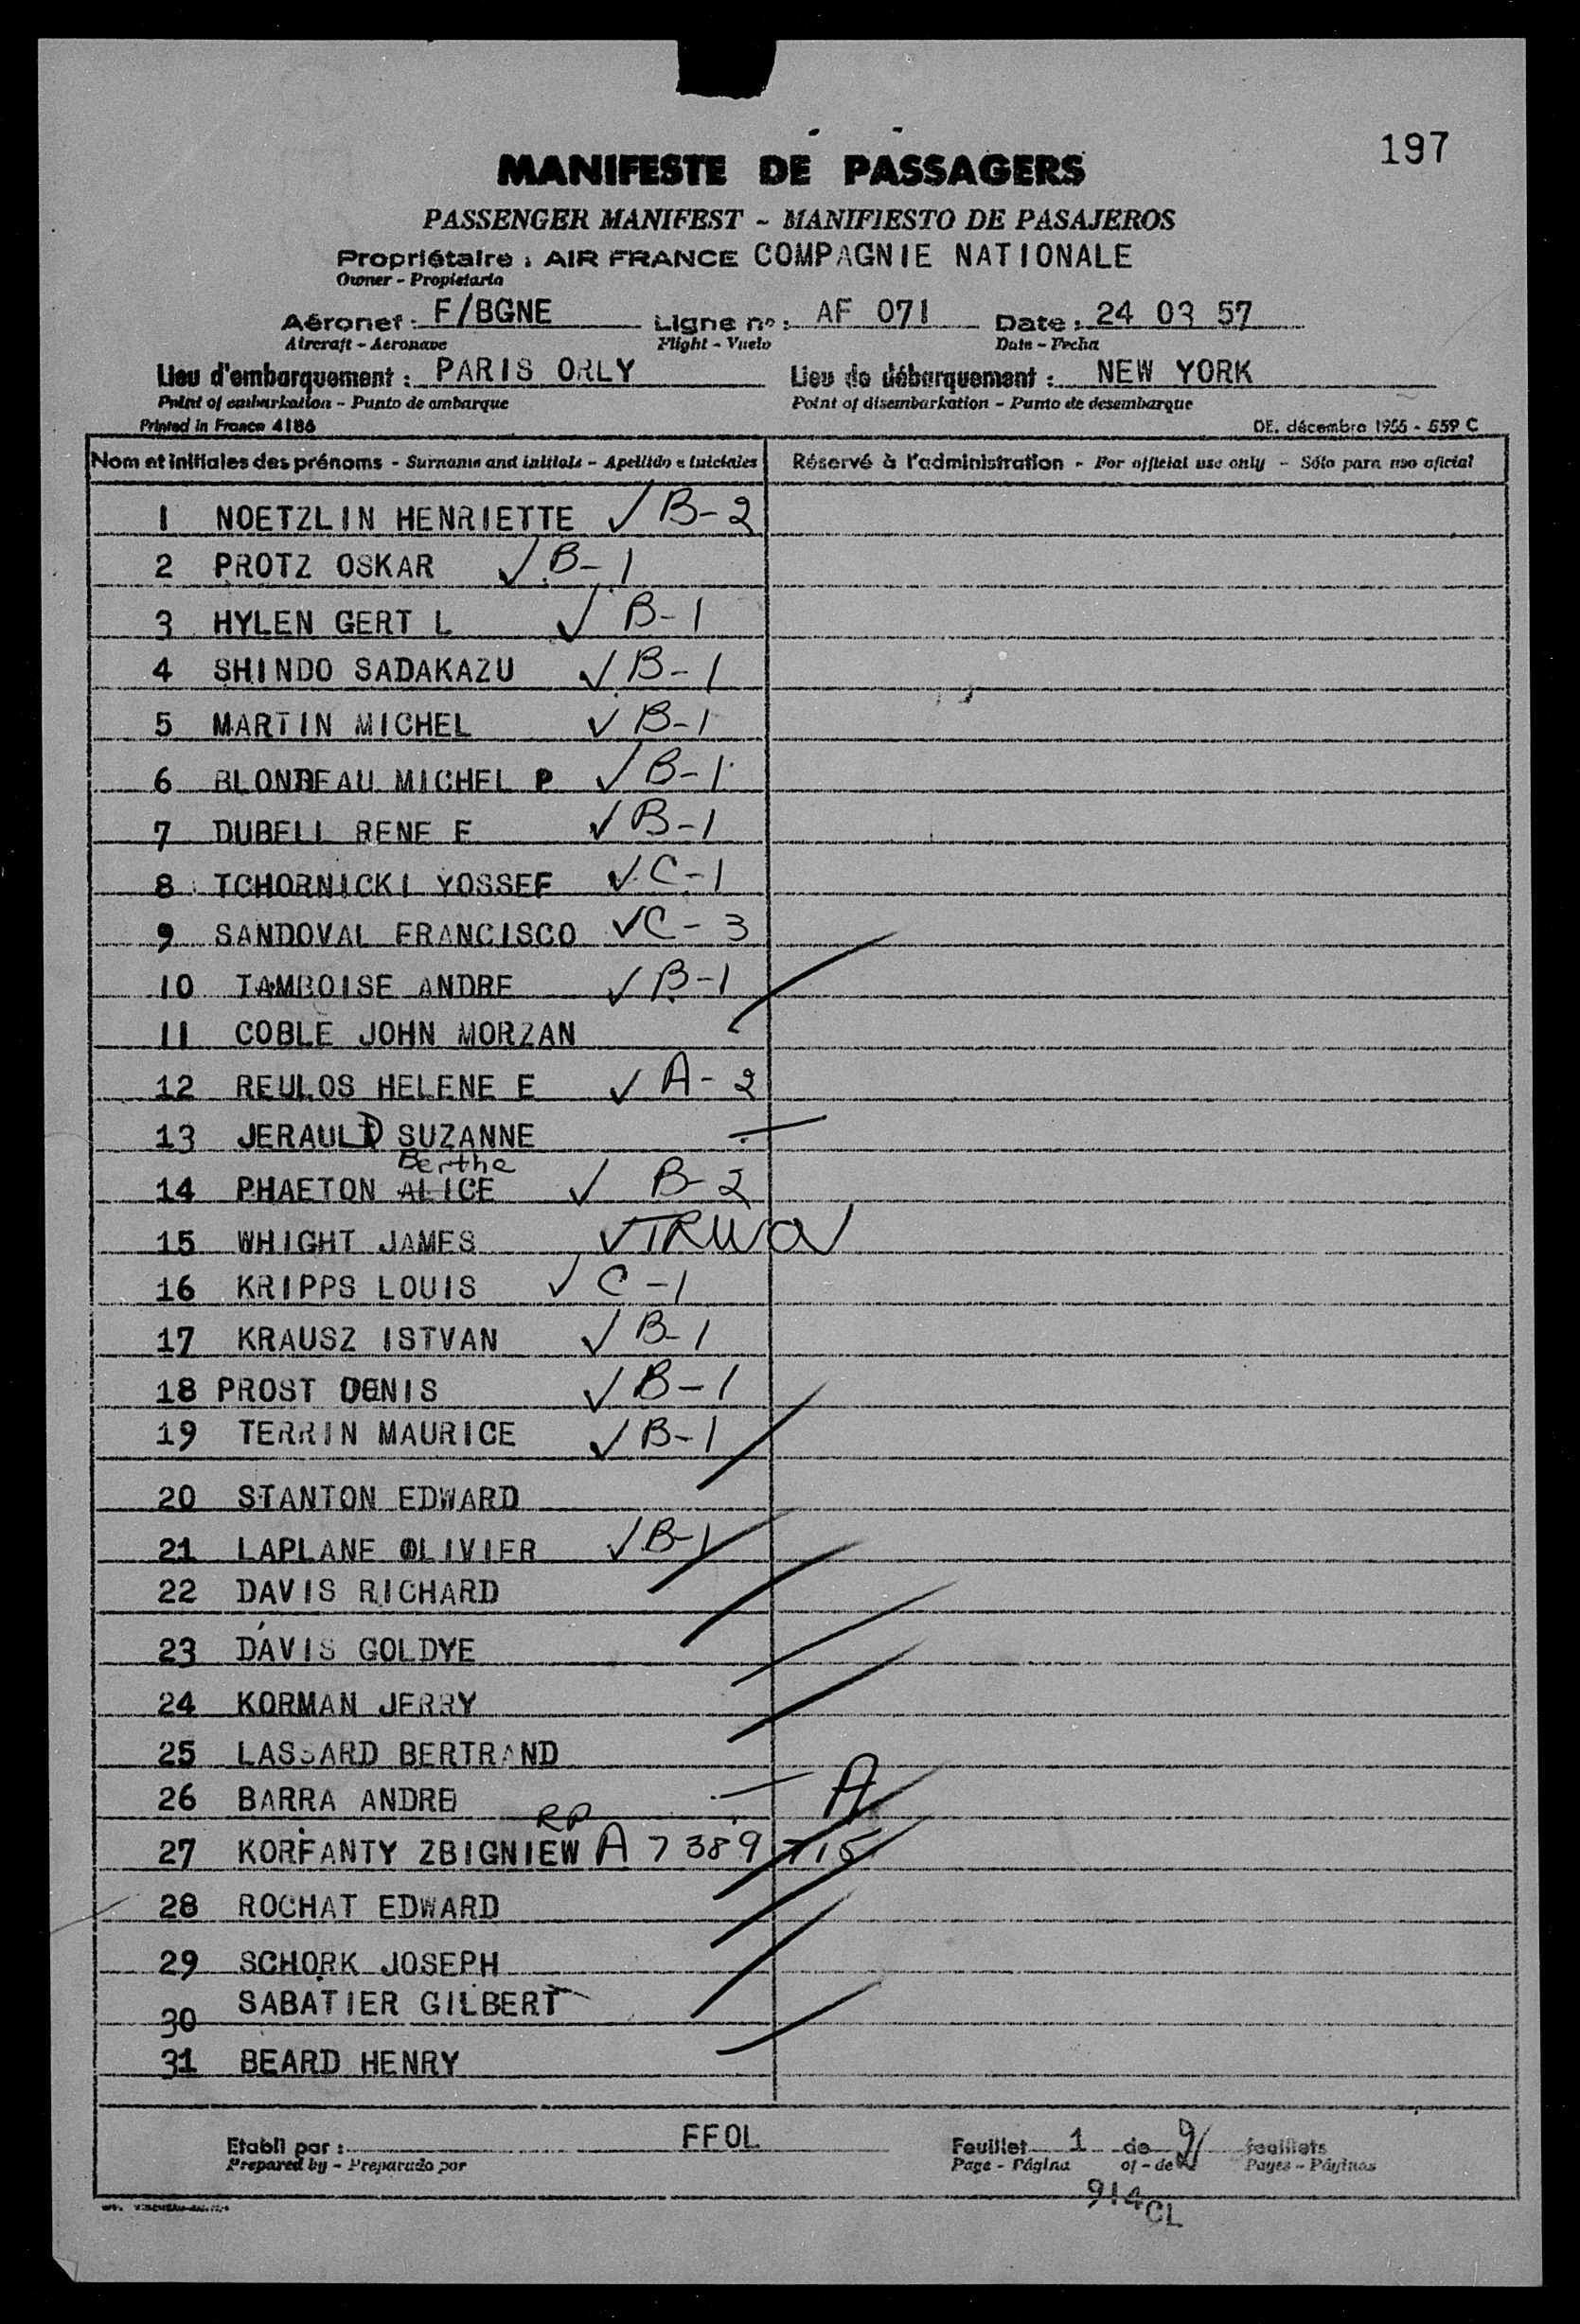 197
MANIFESTE DE PASSAGERS
PASSENGER MANIFEST - MANIFIESTO DE PASAJEROS
Propriétaire : AIR FRANCE COMPAGNIE NATIONALE
Owner - Propietario
Aéronef : F/BGNE Ligne nº : AF 071 Date : 24 03 57
Aircraft - Aeronave Flight - Vuelo Date - Fecha
Lieu d'embarquement : PARIS ORLY Lieu de débarquement : NEW YORK
Point of embarkation - Punto de embarque Point of disembarkation - Punto de desembarque
Printed in France 4186 DE. décembre 1955 - 559 C
Nom et initiales des prénoms - Surname and initials - Apellido e iniciales Réservé à l'administration - For official use only - Sólo para uso oficial
1 NOETZLIN HENRIETTE ✓ B-2
2 PROTZ OSKAR ✓ B-1
3 HYLEN GERT L ✓ B-1
4 SHINDO SADAKAZU ✓ B-1
5 MARTIN MICHEL ✓ B-1
6 BLONDEAU MICHEL P ✓ B-1
7 DUBELL RENE E ✓ B-1
8 TCHORNICKI YOSSEF ✓ C-1
9 SANDOVAL FRANCISCO ✓ C-3
10 TAMBOISE ANDRE ✓ B-1
11 COBLE JOHN MORZAN
12 REULOS HELENE E ✓ A-2
13 JERAULD SUZANNE
Berthe
14 PHAETON ALICE ✓ B-2
15 WHIGHT JAMES ✓ TRWOV
16 KRIPPS LOUIS ✓ C-1
17 KRAUSZ ISTVAN ✓ B-1
18 PROST DENIS ✓ B-1
19 TERRIN MAURICE ✓ B-1
20 STANTON EDWARD
21 LAPLANE OLIVIER ✓ B-1
22 DAVIS RICHARD
23 DAVIS GOLDYE
24 KORMAN JERRY
25 LASSARD BERTRAND
26 BARRA ANDRE A
RP
27 KORFANTY ZBIGNIEW A 7 389 715
28 ROCHAT EDWARD
29 SCHORK JOSEPH
30 SABATIER GILBERT
31 BEARD HENRY
Etabli par : FFOL Feuillet 1 de 9 feuillets
Prepared by - Preparado por Page - Página of - de Pages - Páginas
914 CL